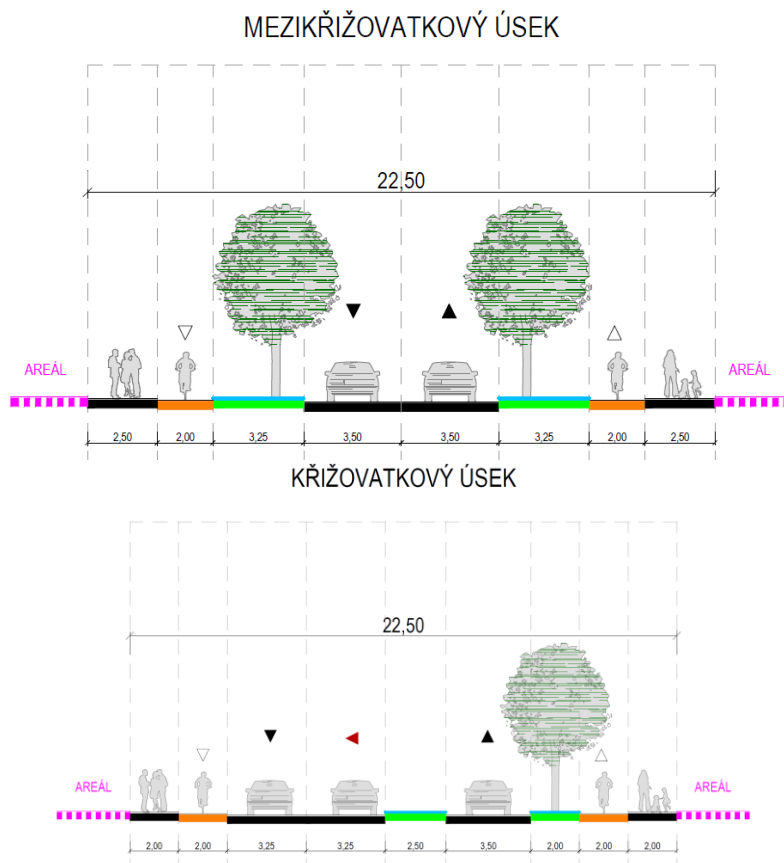 MEZIKŘIŽOVATKOVÝ ÚSEK
22,50
AREÁL AREÁL
2,50 2,00 3,25 3,50 3,50 3,25 2,00 2,50
KŘIŽOVATKOVÝ ÚSEK
22,50
AREÁL AREÁL
2,00 2,00 3,25 3,25 2,50 3,50 2,00 2,00 2,00